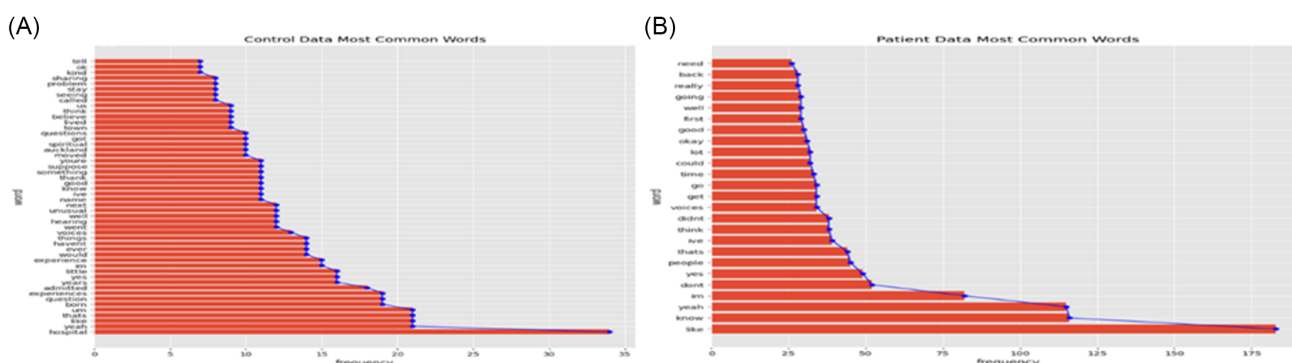 (A)
Control Data Most Common Words
tell
ok
kind
sharing
problem
stay
seeing
called
us
think
believe
lived
town
questions
got
spiritual
auckland
moved
youre
suppose
something
thank
good
know
ive
name
next
unusual
well
hearing
went
voices
things
havent
ever
would
experience
im
little
yes
years
admitted
experiences
question
born
um
thats
like
yeah
hospital
word
0 5 10 15 20 25 30 35
frequency
(B)
Patient Data Most Common Words
need
back
really
going
well
first
good
okay
lot
could
time
go
get
voices
didnt
think
ive
thats
people
yes
dont
im
yeah
know
like
word
0 25 50 75 100 125 150 175
frequency